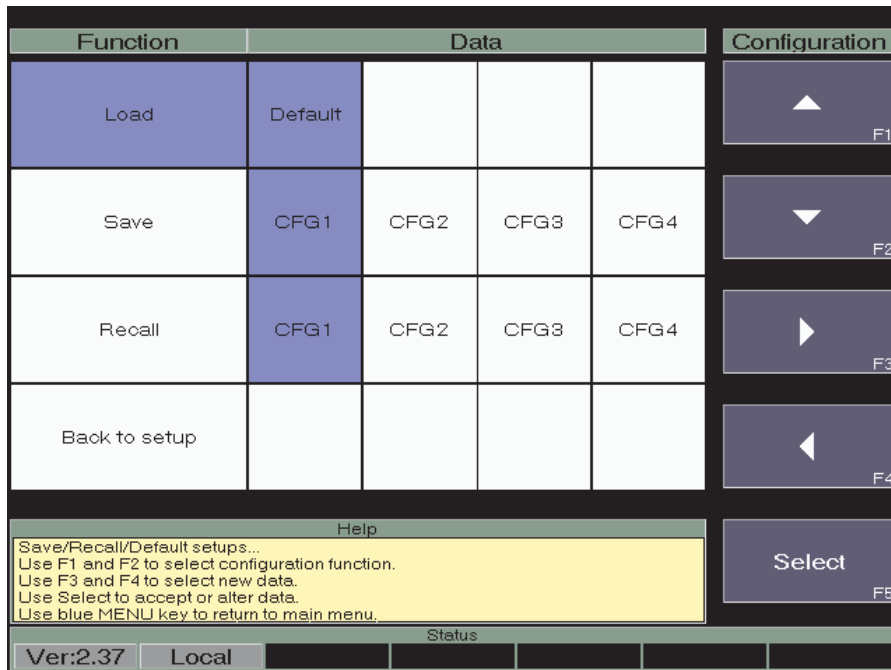 Function Data Configuration
Load Default
F1
Save CFG1 CFG2 CFG3 CFG4
F2
Recall CFG1 CFG2 CFG3 CFG4
F3
Back to setup
F4
Help
Save/Recall/Default setups...
Use F1 and F2 to select configuration function.
Use F3 and F4 to select new data.
Use Select to accept or alter data.
Use blue MENU key to return to main menu.
Select
F5
Status
Ver:2.37 Local